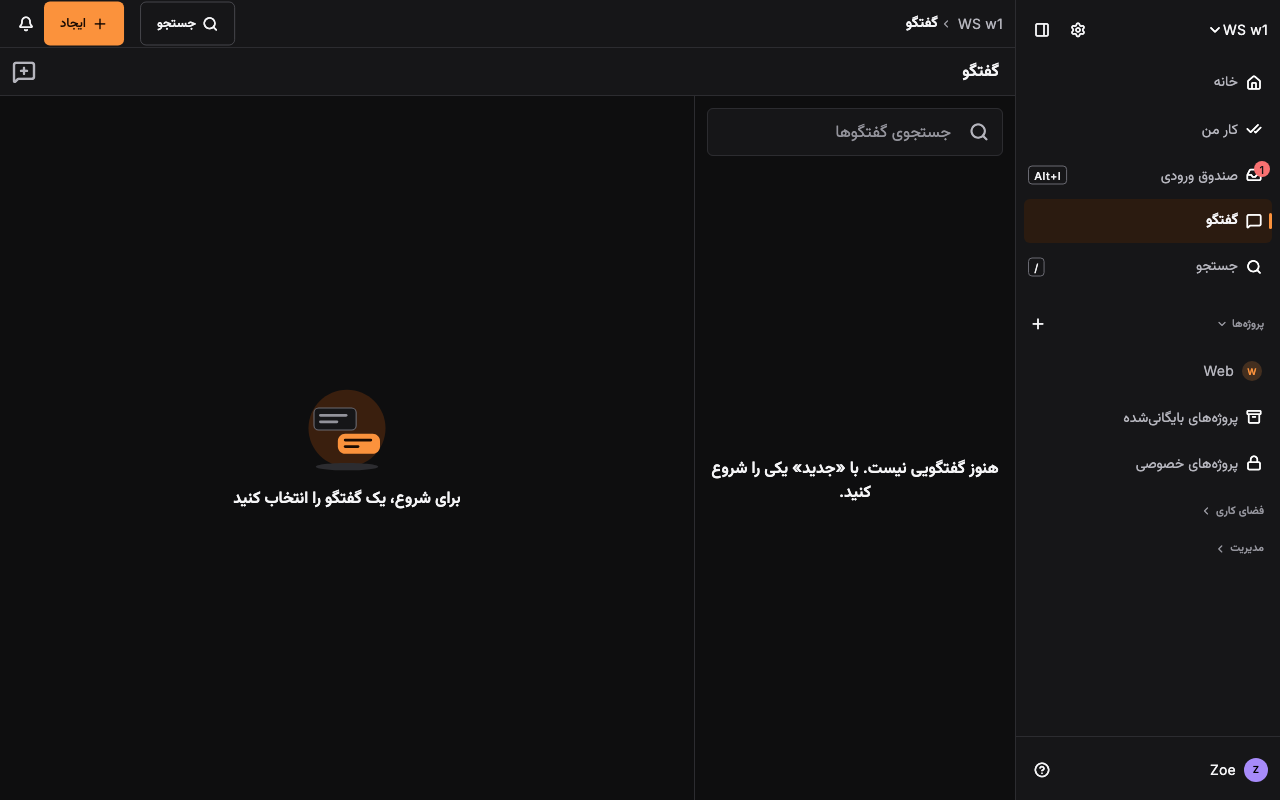 WS w1
خانه
کار من
1
صندوق ورودی
Alt+I
گفتگو
جستجو
/
پروژه‌ها
W
Web
پروژه‌های بایگانی‌شده
پروژه‌های خصوصی
فضای کاری
مدیریت
Z
Zoe
WS w1 › گفتگو
جستجو
ایجاد
گفتگو
جستجوی گفتگوها
هنوز گفتگویی نیست. با «جدید» یکی را شروع
کنید.
برای شروع، یک گفتگو را انتخاب کنید